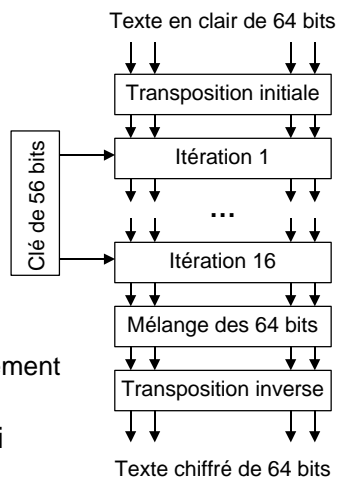 Texte en clair de 64 bits
Transposition initiale
Clé de 56 bits
Itération 1
...
Itération 16
Mélange des 64 bits
Transposition inverse
Texte chiffré de 64 bits